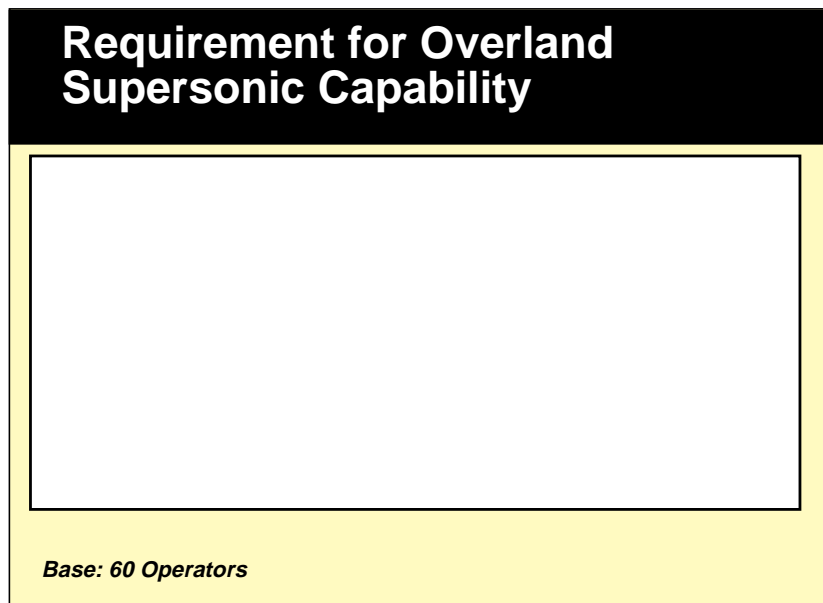 Requirement for Overland
Supersonic Capability
Base: 60 Operators